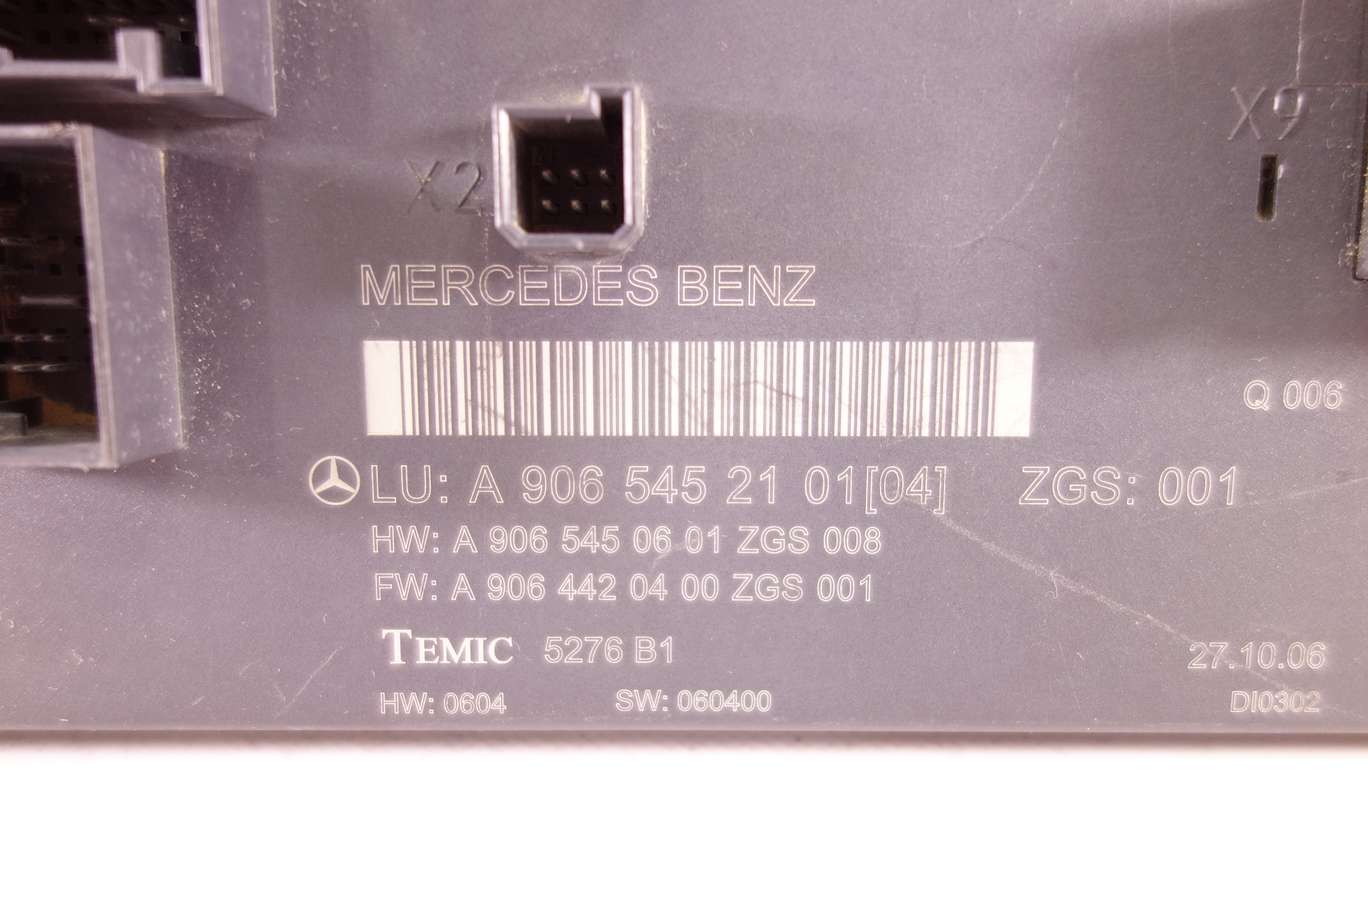 X9
X2
MERCEDES BENZ
Q 006
LU: A 906 545 21 01[04] ZGS: 001
HW: A 906 545 06 01 ZGS 008
FW: A 906 442 04 00 ZGS 001
TEMIC 5276 B1 27.10.06
HW: 0604 SW: 060400 DI0302